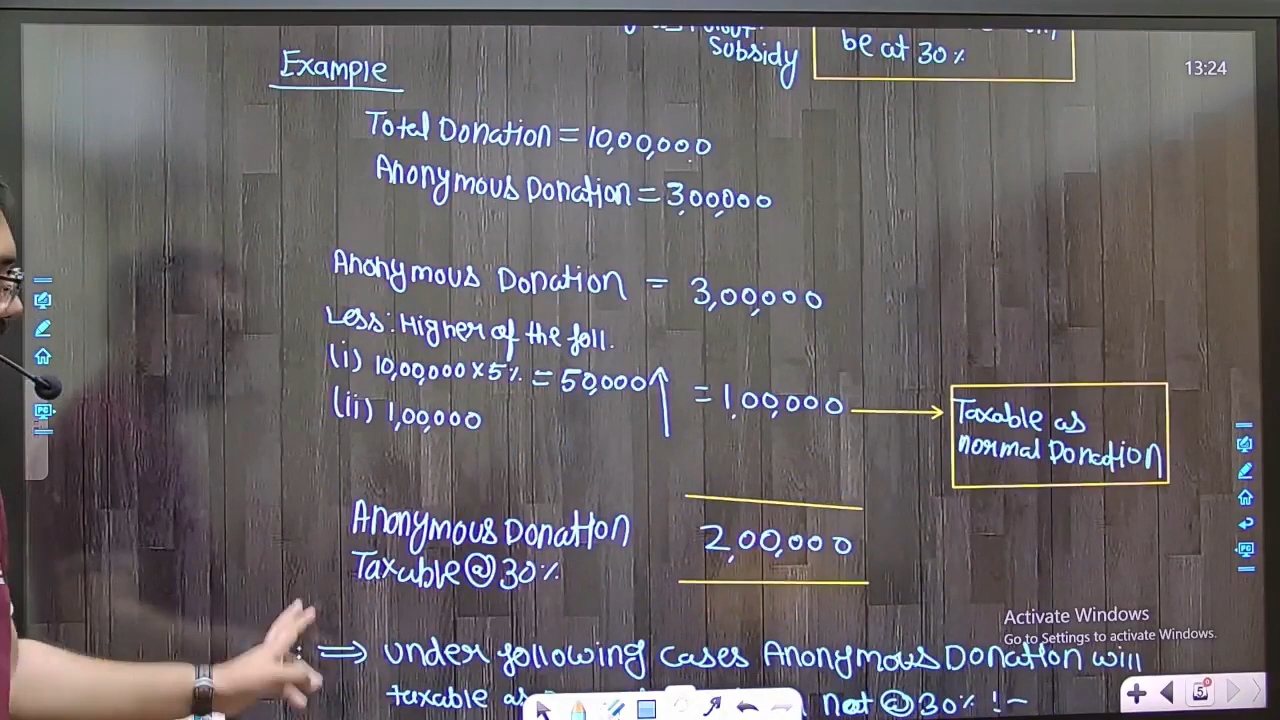 Subsidy
be at 30%
13:24
Example
Total Donation = 10,00,000
Anonymous Donation = 3,00,000
Anonymous Donation = 3,00,000
Less: Higher of the foll.
(i) 10,00,000 x 5% = 50,000
(ii) 1,00,000
= 1,00,000
Taxable as
normal Donation
Anonymous Donation
Taxable @ 30%
2,00,000
Activate Windows
Go to Settings to activate Windows.
⇒ under following cases Anonymous Donation will
taxable as not @ 30% !~
5